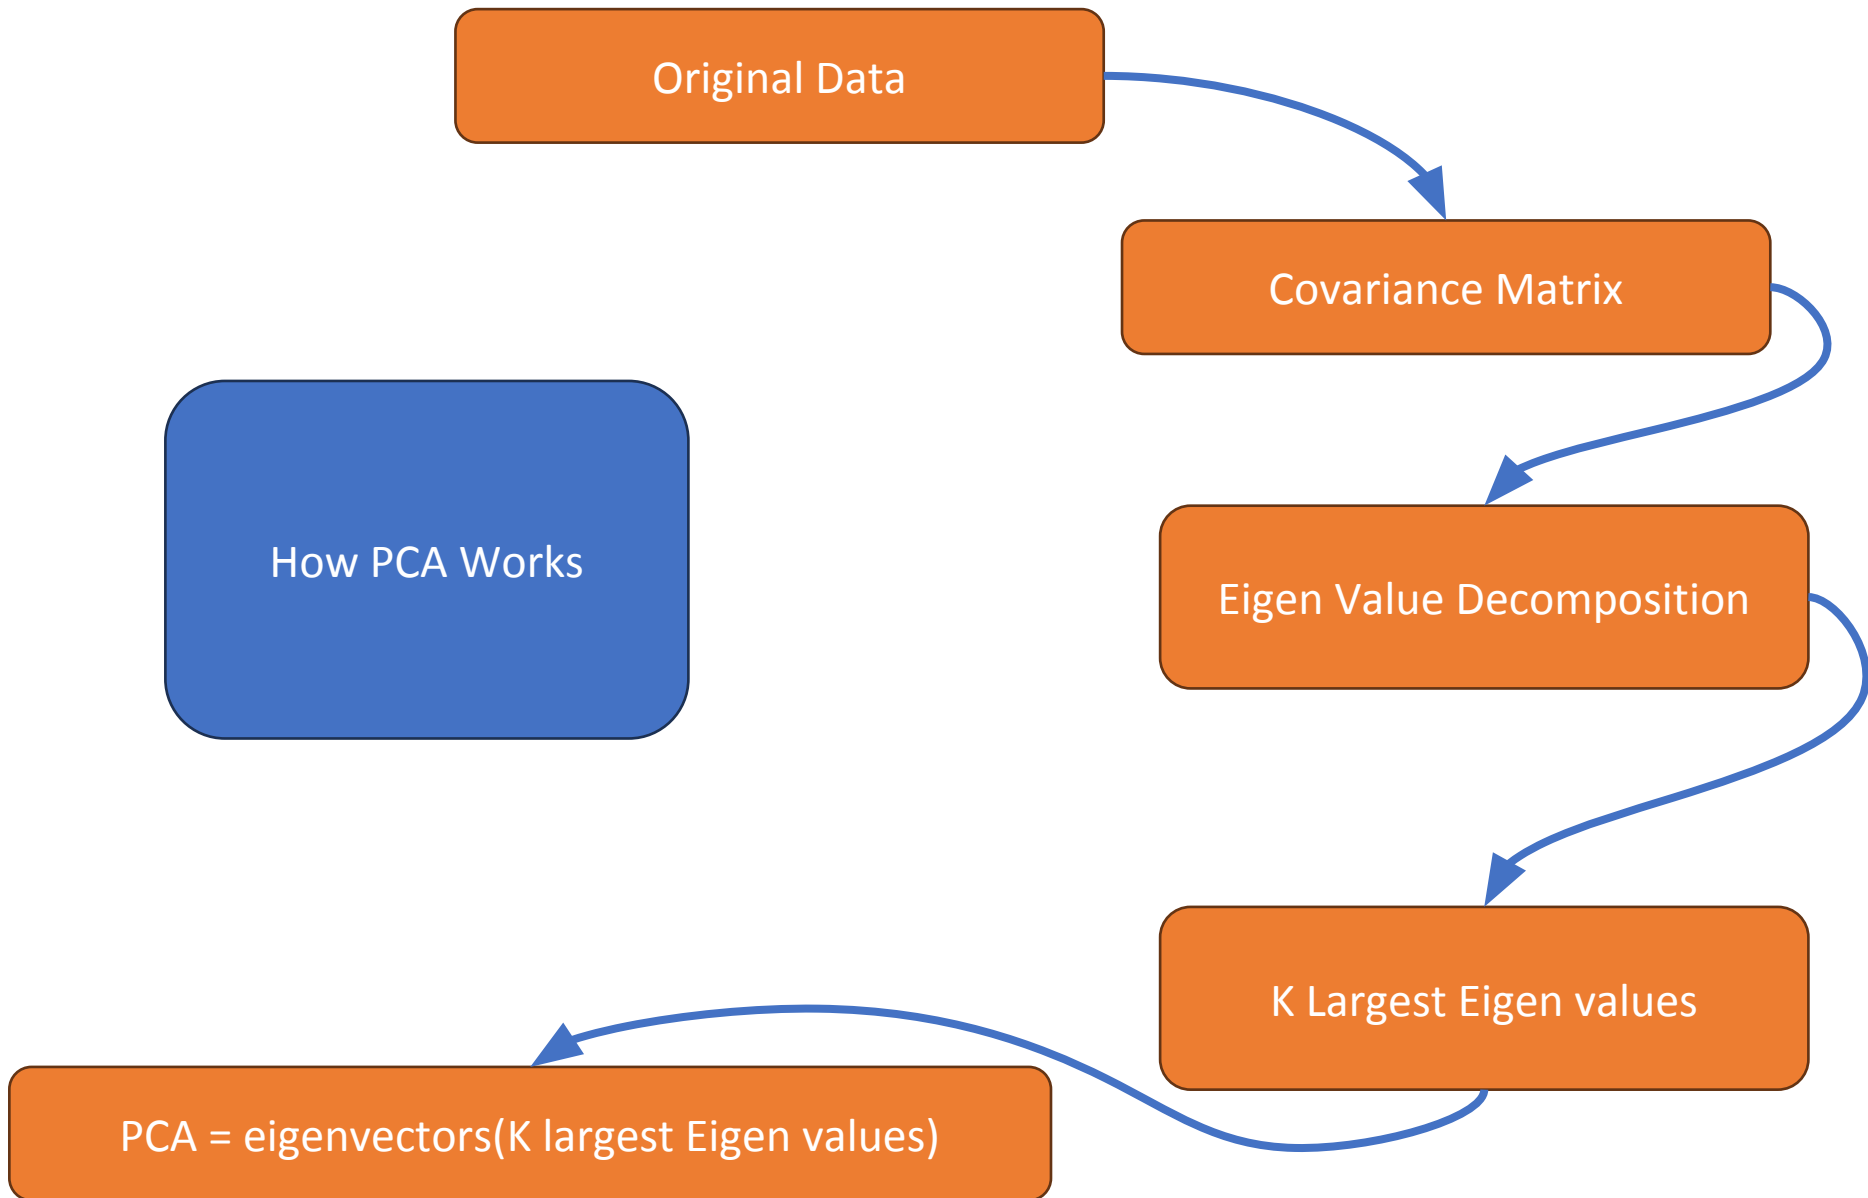 Original Data
Covariance Matrix
How PCA Works
Eigen Value Decomposition
K Largest Eigen values
PCA = eigenvectors(K largest Eigen values)